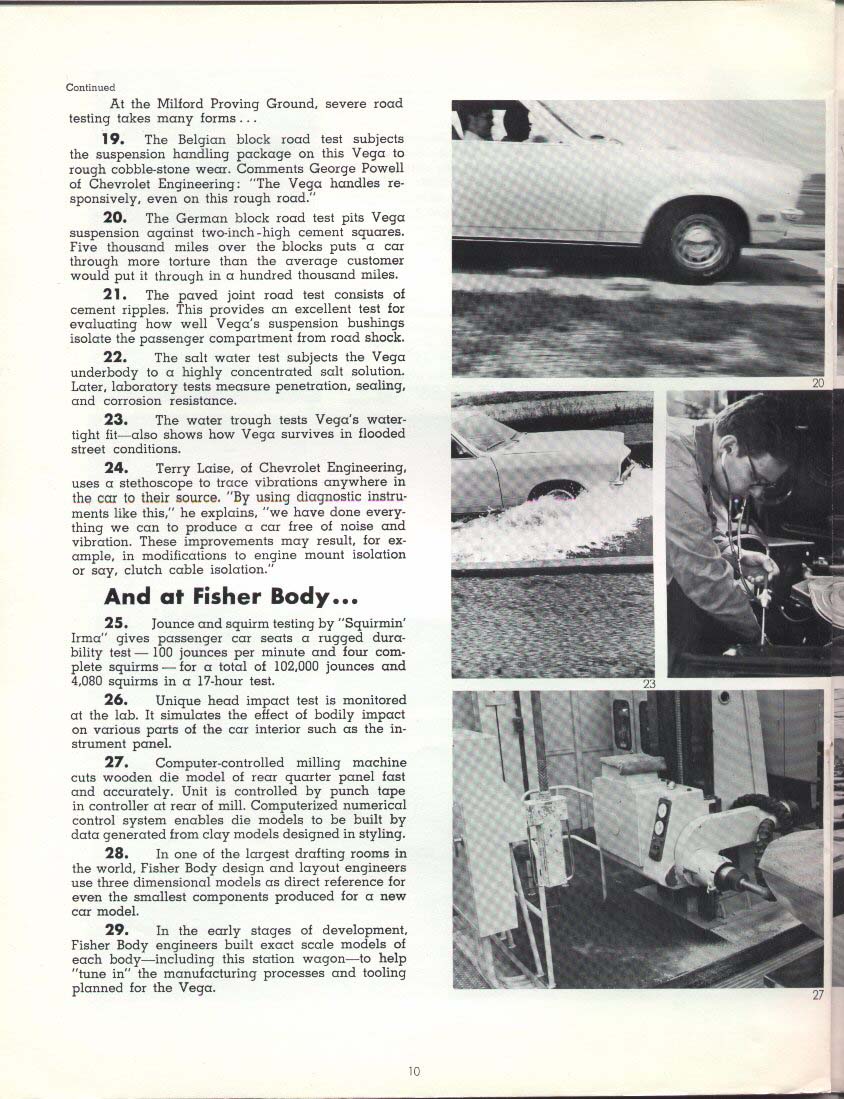 Continued
At the Milford Proving Ground, severe road
testing takes many forms . . .
19. The Belgian block road test subjects
the suspension handling package on this Vega to
rough cobble-stone wear. Comments George Powell
of Chevrolet Engineering: "The Vega handles re-
sponsively, even on this rough road."
20. The German block road test pits Vega
suspension against two-inch-high cement squares.
Five thousand miles over the blocks puts a car
through more torture than the average customer
would put it through in a hundred thousand miles.
21. The paved joint road test consists of
cement ripples. This provides an excellent test for
evaluating how well Vega's suspension bushings
isolate the passenger compartment from road shock.
22. The salt water test subjects the Vega
underbody to a highly concentrated salt solution.
Later, laboratory tests measure penetration, sealing,
and corrosion resistance.
23. The water trough tests Vega's water-
tight fit—also shows how Vega survives in flooded
street conditions.
24. Terry Laise, of Chevrolet Engineering,
uses a stethoscope to trace vibrations anywhere in
the car to their source. "By using diagnostic instru-
ments like this," he explains, "we have done every-
thing we can to produce a car free of noise and
vibration. These improvements may result, for ex-
ample, in modifications to engine mount isolation
or say, clutch cable isolation."
And at Fisher Body...
25. Jounce and squirm testing by "Squirmin'
Irma" gives passenger car seats a rugged dura-
bility test — 100 jounces per minute and four com-
plete squirms — for a total of 102,000 jounces and
4,080 squirms in a 17-hour test.
26. Unique head impact test is monitored
at the lab. It simulates the effect of bodily impact
on various parts of the car interior such as the in-
strument panel.
27. Computer-controlled milling machine
cuts wooden die model of rear quarter panel fast
and accurately. Unit is controlled by punch tape
in controller at rear of mill. Computerized numerical
control system enables die models to be built by
data generated from clay models designed in styling.
28. In one of the largest drafting rooms in
the world, Fisher Body design and layout engineers
use three dimensional models as direct reference for
even the smallest components produced for a new
car model.
29. In the early stages of development,
Fisher Body engineers built exact scale models of
each body—including this station wagon—to help
"tune in" the manufacturing processes and tooling
planned for the Vega.
20
23
27
10